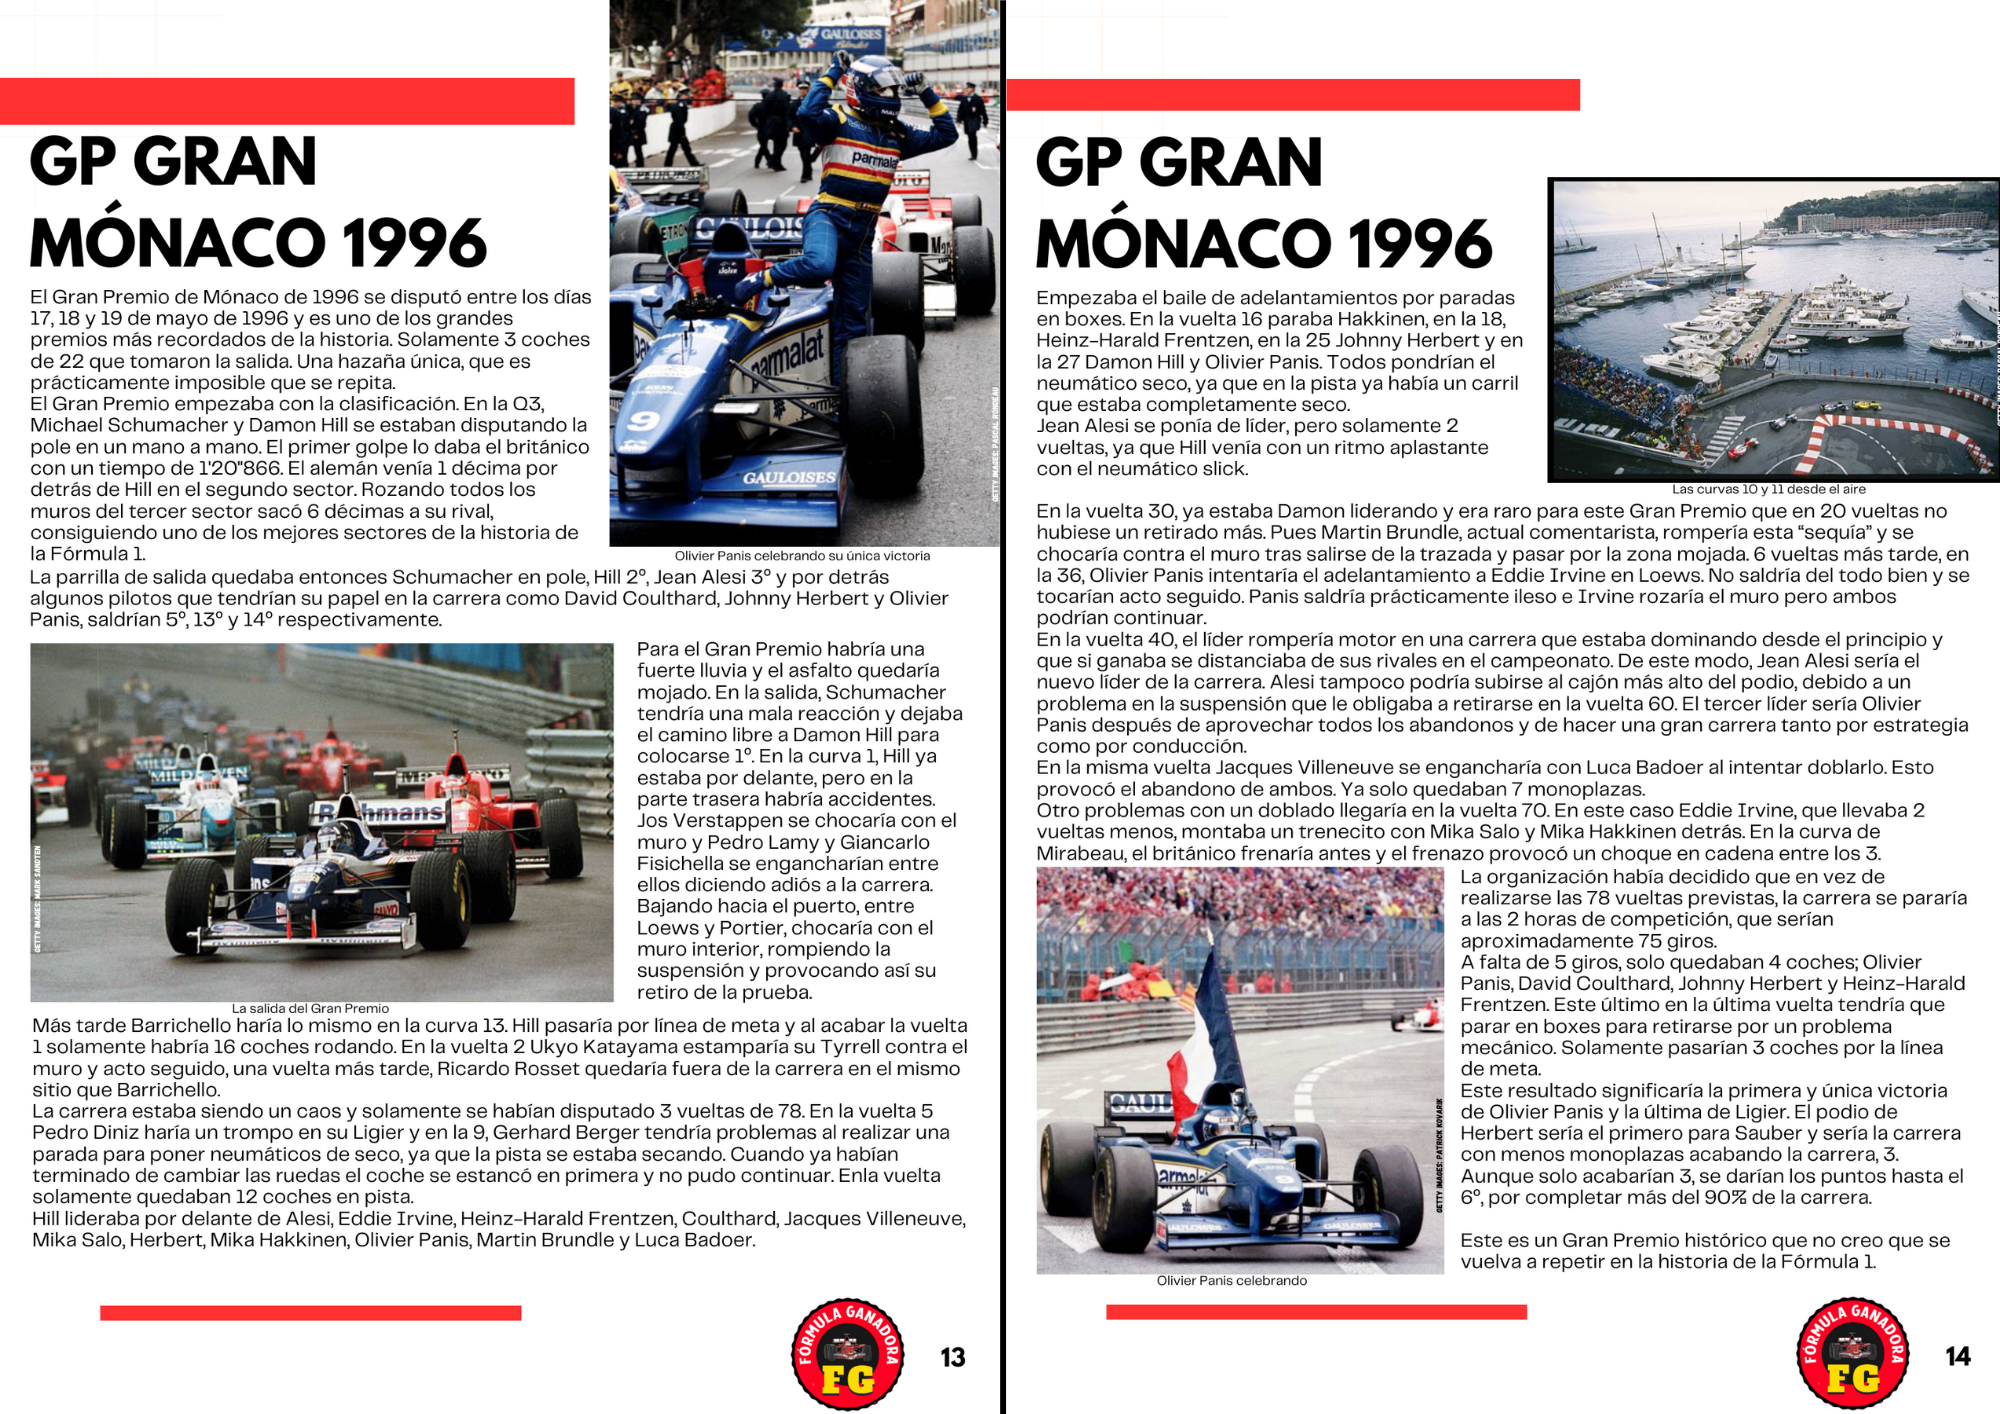 GP GRAN
MÓNACO 1996
El Gran Premio de Mónaco de 1996 se disputó entre los días
17, 18 y 19 de mayo de 1996 y es uno de los grandes
premios más recordados de la historia. Solamente 3 coches
de 22 que tomaron la salida. Una hazaña única, que es
prácticamente imposible que se repita.
El Gran Premio empezaba con la clasificación. En la Q3,
Michael Schumacher y Damon Hill se estaban disputando la
pole en un mano a mano. El primer golpe lo daba el británico
con un tiempo de 1'20"866. El alemán venía 1 décima por
detrás de Hill en el segundo sector. Rozando todos los
muros del tercer sector sacó 6 décimas a su rival,
consiguiendo uno de los mejores sectores de la historia de
la Fórmula 1.
GAULOISES
Blondes
parmalat
GAULOISES
parmalat
9
GAULOISES
GETTY IMAGES: PASCAL RONDEAU
Olivier Panis celebrando su única victoria
La parrilla de salida quedaba entonces Schumacher en pole, Hill 2º, Jean Alesi 3º y por detrás
algunos pilotos que tendrían su papel en la carrera como David Coulthard, Johnny Herbert y Olivier
Panis, saldrían 5º, 13º y 14º respectivamente.
Rothmans
GETTY IMAGES: MARK SANDTEN
La salida del Gran Premio
Para el Gran Premio habría una
fuerte lluvia y el asfalto quedaría
mojado. En la salida, Schumacher
tendría una mala reacción y dejaba
el camino libre a Damon Hill para
colocarse 1º. En la curva 1, Hill ya
estaba por delante, pero en la
parte trasera habría accidentes.
Jos Verstappen se chocaría con el
muro y Pedro Lamy y Giancarlo
Fisichella se engancharían entre
ellos diciendo adiós a la carrera.
Bajando hacia el puerto, entre
Loews y Portier, chocaría con el
muro interior, rompiendo la
suspensión y provocando así su
retiro de la prueba.
Más tarde Barrichello haría lo mismo en la curva 13. Hill pasaría por línea de meta y al acabar la vuelta
1 solamente habría 16 coches rodando. En la vuelta 2 Ukyo Katayama estamparía su Tyrrell contra el
muro y acto seguido, una vuelta más tarde, Ricardo Rosset quedaría fuera de la carrera en el mismo
sitio que Barrichello.
La carrera estaba siendo un caos y solamente se habían disputado 3 vueltas de 78. En la vuelta 5
Pedro Diniz haría un trompo en su Ligier y en la 9, Gerhard Berger tendría problemas al realizar una
parada para poner neumáticos de seco, ya que la pista se estaba secando. Cuando ya habían
terminado de cambiar las ruedas el coche se estancó en primera y no pudo continuar. Enla vuelta
solamente quedaban 12 coches en pista.
Hill lideraba por delante de Alesi, Eddie Irvine, Heinz-Harald Frentzen, Coulthard, Jacques Villeneuve,
Mika Salo, Herbert, Mika Hakkinen, Olivier Panis, Martin Brundle y Luca Badoer.
FÓRMULA GANADORA
FG
13
GP GRAN
MÓNACO 1996
Empezaba el baile de adelantamientos por paradas
en boxes. En la vuelta 16 paraba Hakkinen, en la 18,
Heinz-Harald Frentzen, en la 25 Johnny Herbert y en
la 27 Damon Hill y Olivier Panis. Todos pondrían el
neumático seco, ya que en la pista ya había un carril
que estaba completamente seco.
Jean Alesi se ponía de líder, pero solamente 2
vueltas, ya que Hill venía con un ritmo aplastante
con el neumático slick.
Las curvas 10 y 11 desde el aire
En la vuelta 30, ya estaba Damon liderando y era raro para este Gran Premio que en 20 vueltas no
hubiese un retirado más. Pues Martin Brundle, actual comentarista, rompería esta “sequía” y se
chocaría contra el muro tras salirse de la trazada y pasar por la zona mojada. 6 vueltas más tarde, en
la 36, Olivier Panis intentaría el adelantamiento a Eddie Irvine en Loews. No saldría del todo bien y se
tocarían acto seguido. Panis saldría prácticamente ileso e Irvine rozaría el muro pero ambos
podrían continuar.
En la vuelta 40, el líder rompería motor en una carrera que estaba dominando desde el principio y
que si ganaba se distanciaba de sus rivales en el campeonato. De este modo, Jean Alesi sería el
nuevo líder de la carrera. Alesi tampoco podría subirse al cajón más alto del podio, debido a un
problema en la suspensión que le obligaba a retirarse en la vuelta 60. El tercer líder sería Olivier
Panis después de aprovechar todos los abandonos y de hacer una gran carrera tanto por estrategia
como por conducción.
En la misma vuelta Jacques Villeneuve se engancharía con Luca Badoer al intentar doblarlo. Esto
provocó el abandono de ambos. Ya solo quedaban 7 monoplazas.
Otro problemas con un doblado llegaría en la vuelta 70. En este caso Eddie Irvine, que llevaba 2
vueltas menos, montaba un trenecito con Mika Salo y Mika Hakkinen detrás. En la curva de
Mirabeau, el británico frenaría antes y el frenazo provocó un choque en cadena entre los 3.
parmalat
GETTY IMAGES: PATRICK KOVARIK
Olivier Panis celebrando
La organización había decidido que en vez de
realizarse las 78 vueltas previstas, la carrera se pararía
a las 2 horas de competición, que serían
aproximadamente 75 giros.
A falta de 5 giros, solo quedaban 4 coches; Olivier
Panis, David Coulthard, Johnny Herbert y Heinz-Harald
Frentzen. Este último en la última vuelta tendría que
parar en boxes para retirarse por un problema
mecánico. Solamente pasarían 3 coches por la línea
de meta.
Este resultado significaría la primera y única victoria
de Olivier Panis y la última de Ligier. El podio de
Herbert sería el primero para Sauber y sería la carrera
con menos monoplazas acabando la carrera, 3.
Aunque solo acabarían 3, se darían los puntos hasta el
6º, por completar más del 90% de la carrera.
Este es un Gran Premio histórico que no creo que se
vuelva a repetir en la historia de la Fórmula 1.
FÓRMULA GANADORA
FG
14